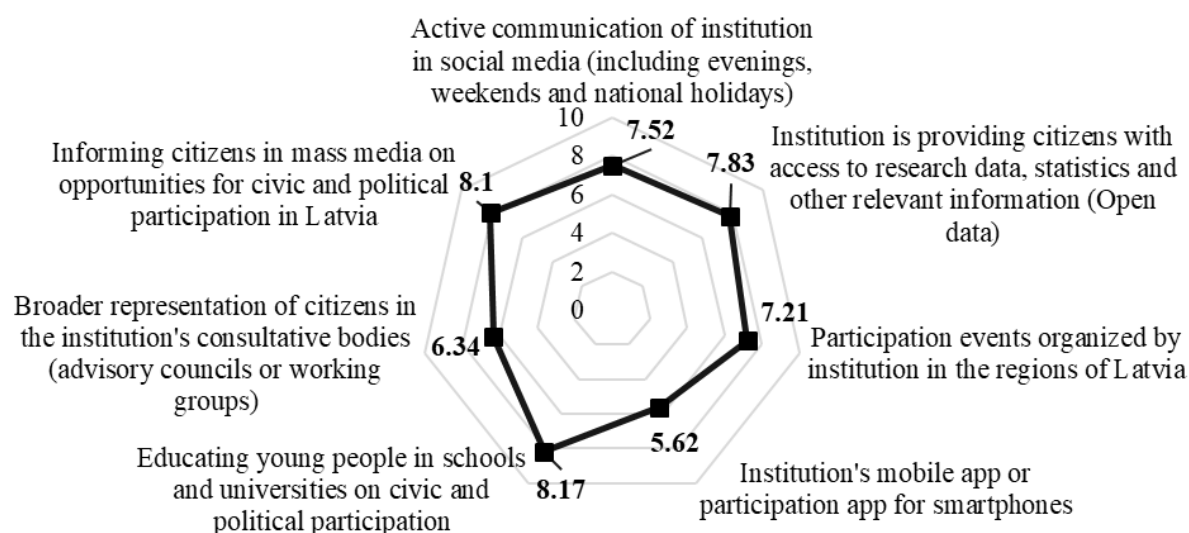 Active communication of institution
in social media (including evenings,
weekends and national holidays)
10
7.52
Institution is providing citizens with
access to research data, statistics and
other relevant information (Open
data)
7.83
8
Informing citizens in mass media on
opportunities for civic and political
participation in Latvia
8.1
6
4
2
0
Broader representation of citizens in
the institution's consultative bodies
(advisory councils or working
groups)
6.34
7.21
Participation events organized by
institution in the regions of Latvia
5.62
Educating young people in schools
and universities on civic and
political participation
8.17
Institution's mobile app or
participation app for smartphones